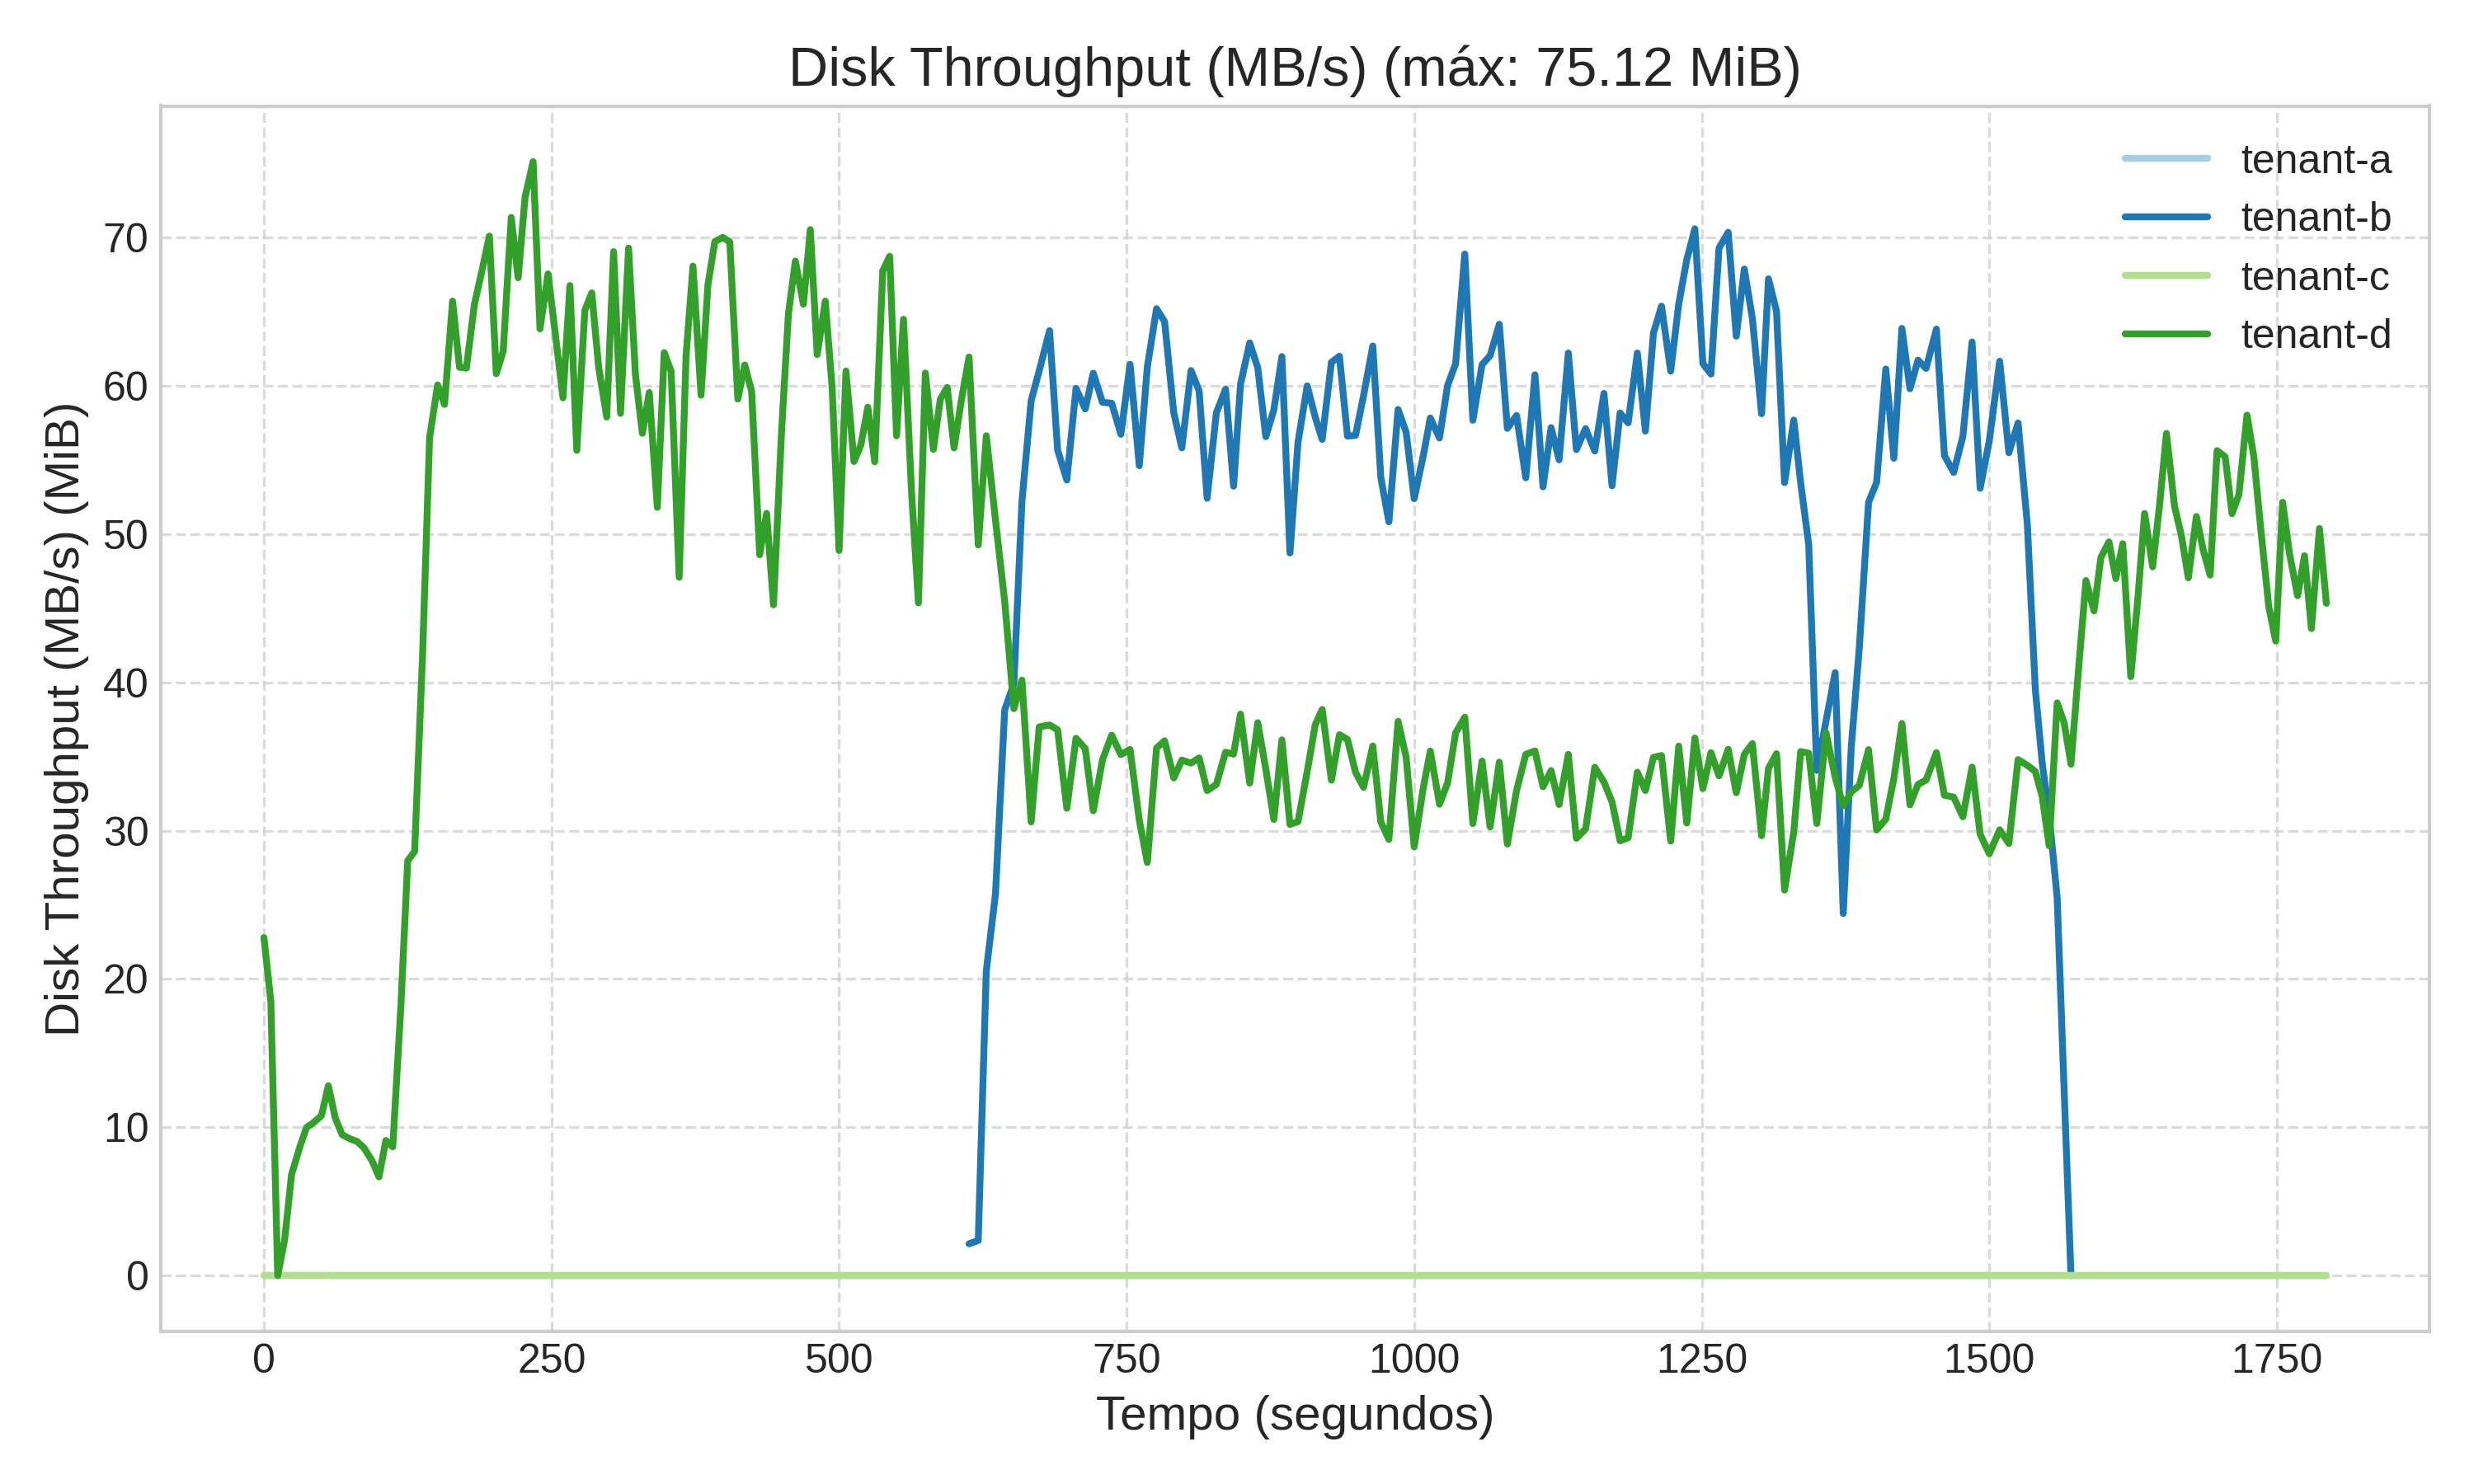 Disk Throughput (MB/s) (máx: 75.12 MiB)
tenant-a
tenant-b
tenant-c
tenant-d
Disk Throughput (MB/s) (MiB)
70
60
50
40
30
20
10
0
0 250 500 750 1000 1250 1500 1750
Tempo (segundos)